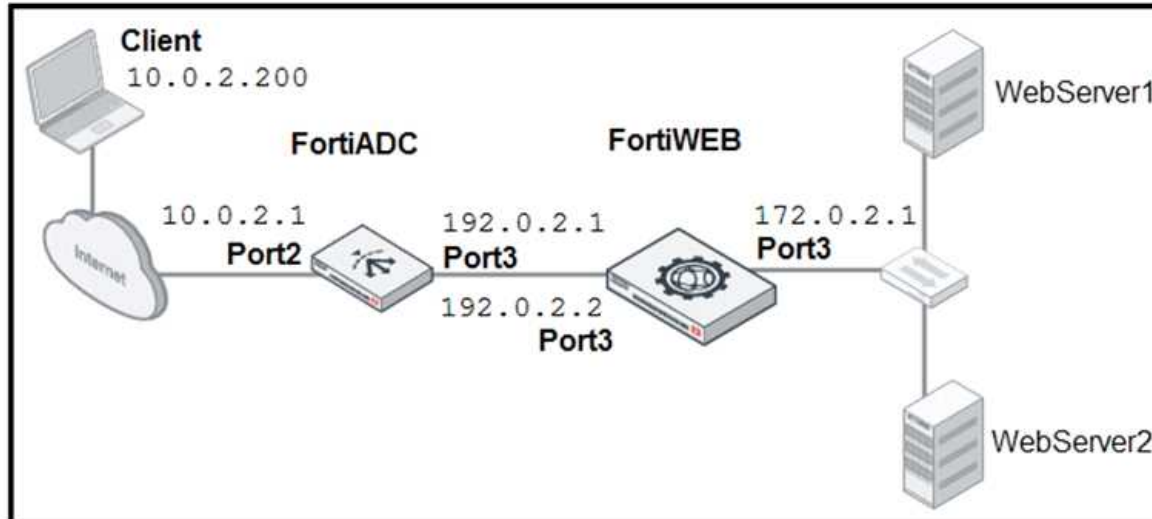 Client
10.0.2.200
FortiADC
FortiWEB
WebServer1
10.0.2.1
Port2
192.0.2.1
Port3
172.0.2.1
Port3
Internet
192.0.2.2
Port3
WebServer2